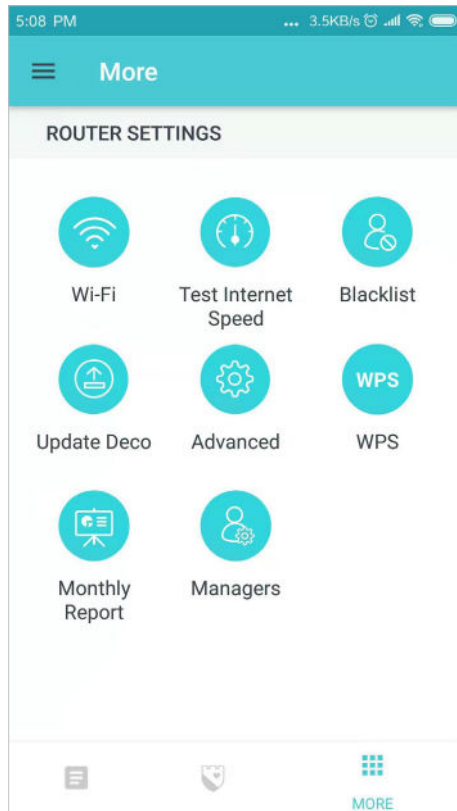 5:08 PM ... 3.5KB/s
More
ROUTER SETTINGS
Wi-Fi Test Internet Blacklist
Speed
WPS
Update Deco Advanced WPS
Monthly Managers
Report
MORE